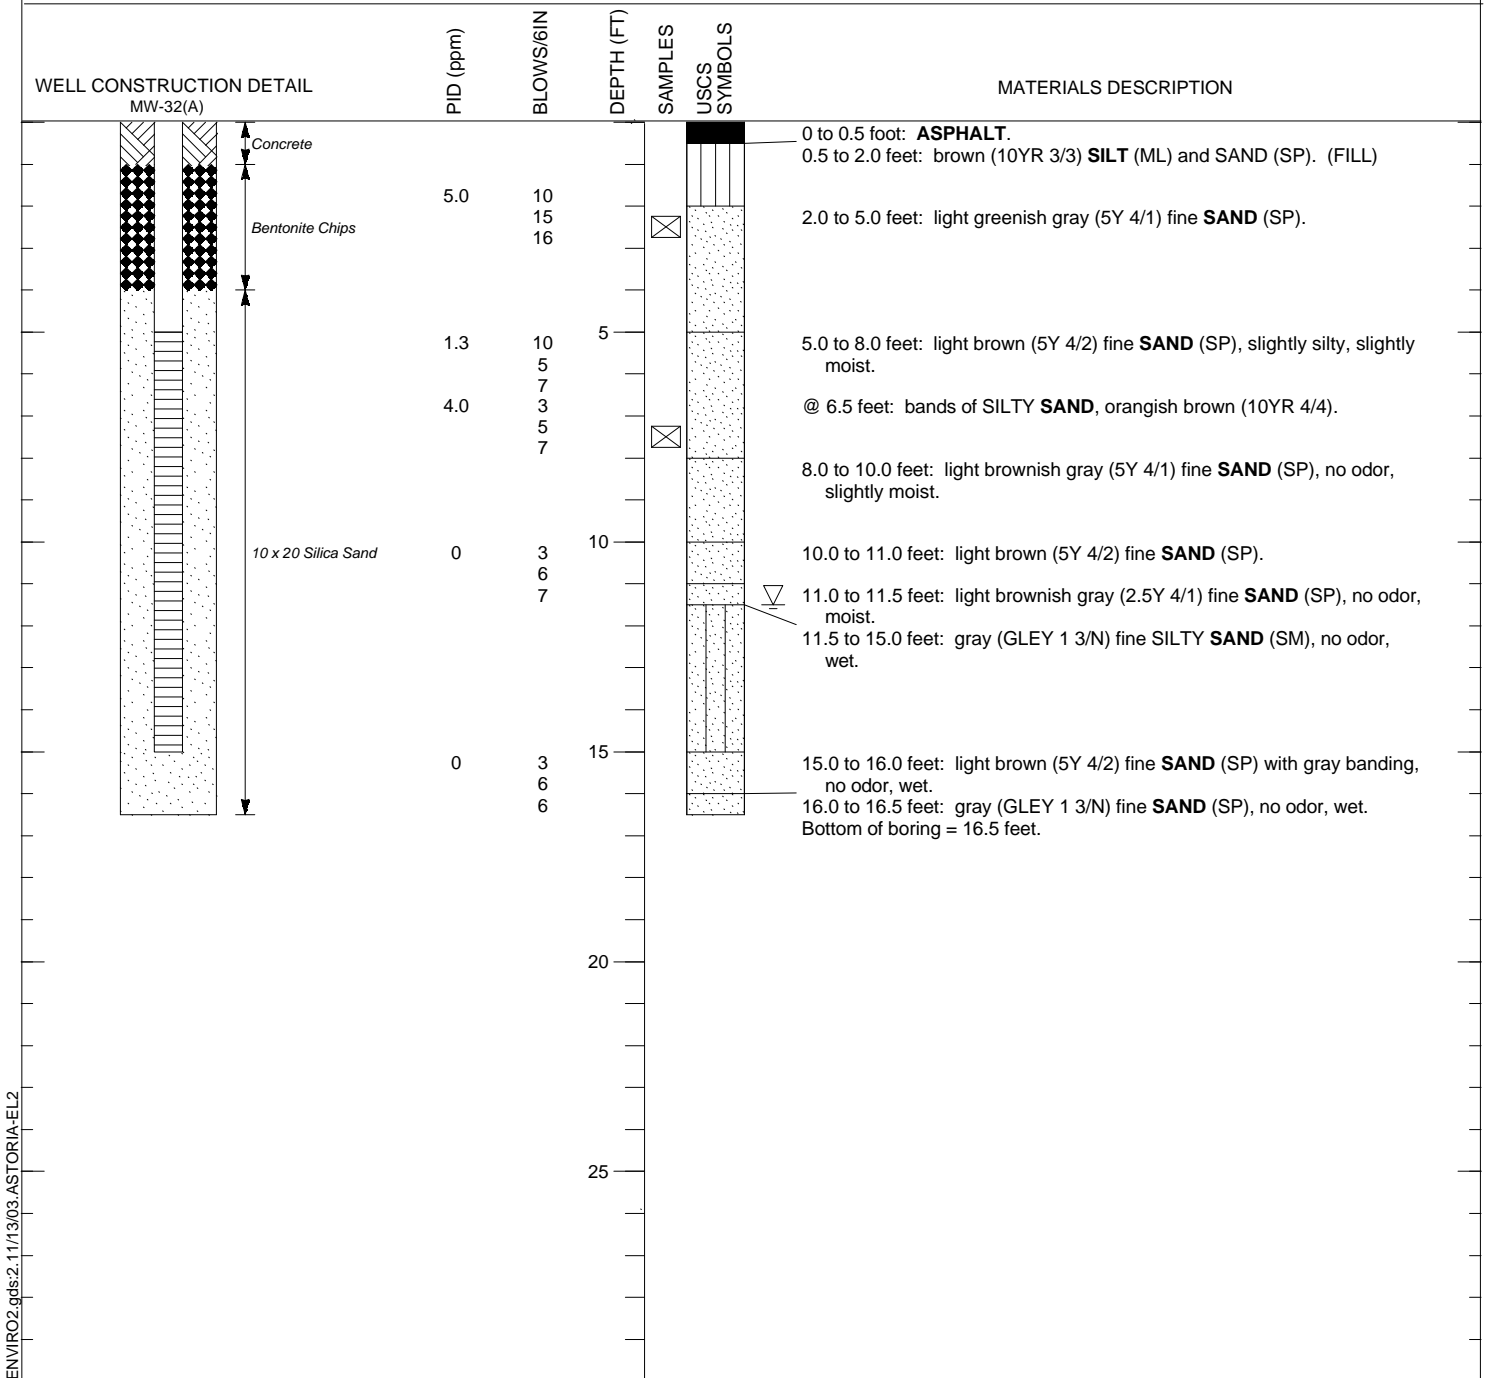 WELL CONSTRUCTION DETAIL
MW-32(A)
PID (ppm)
BLOWS/6IN
DEPTH (FT)
SAMPLES
USCS
SYMBOLS
MATERIALS DESCRIPTION
Concrete
0 to 0.5 foot: ASPHALT.
0.5 to 2.0 feet: brown (10YR 3/3) SILT (ML) and SAND (SP). (FILL)
5.0 10
15
16
Bentonite Chips
2.0 to 5.0 feet: light greenish gray (5Y 4/1) fine SAND (SP).
5
1.3 10
5
7
5.0 to 8.0 feet: light brown (5Y 4/2) fine SAND (SP), slightly silty, slightly
moist.
4.0 3
5
7
@ 6.5 feet: bands of SILTY SAND, orangish brown (10YR 4/4).
8.0 to 10.0 feet: light brownish gray (5Y 4/1) fine SAND (SP), no odor,
slightly moist.
10
10 x 20 Silica Sand
0 3
6
7
10.0 to 11.0 feet: light brown (5Y 4/2) fine SAND (SP).
11.0 to 11.5 feet: light brownish gray (2.5Y 4/1) fine SAND (SP), no odor,
moist.
11.5 to 15.0 feet: gray (GLEY 1 3/N) fine SILTY SAND (SM), no odor,
wet.
15
0 3
6
6
15.0 to 16.0 feet: light brown (5Y 4/2) fine SAND (SP) with gray banding,
no odor, wet.
16.0 to 16.5 feet: gray (GLEY 1 3/N) fine SAND (SP), no odor, wet.
Bottom of boring = 16.5 feet.
20
25
ENVIRO2.gds:2.11/13/03.ASTORIA-EL2